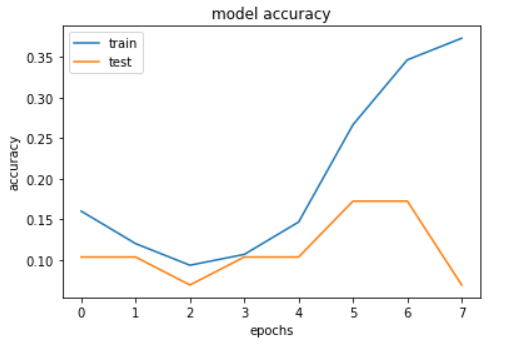 model accuracy
train
test
0.35
0.30
0.25
0.20
0.15
0.10
accuracy
0 1 2 3 4 5 6 7
epochs